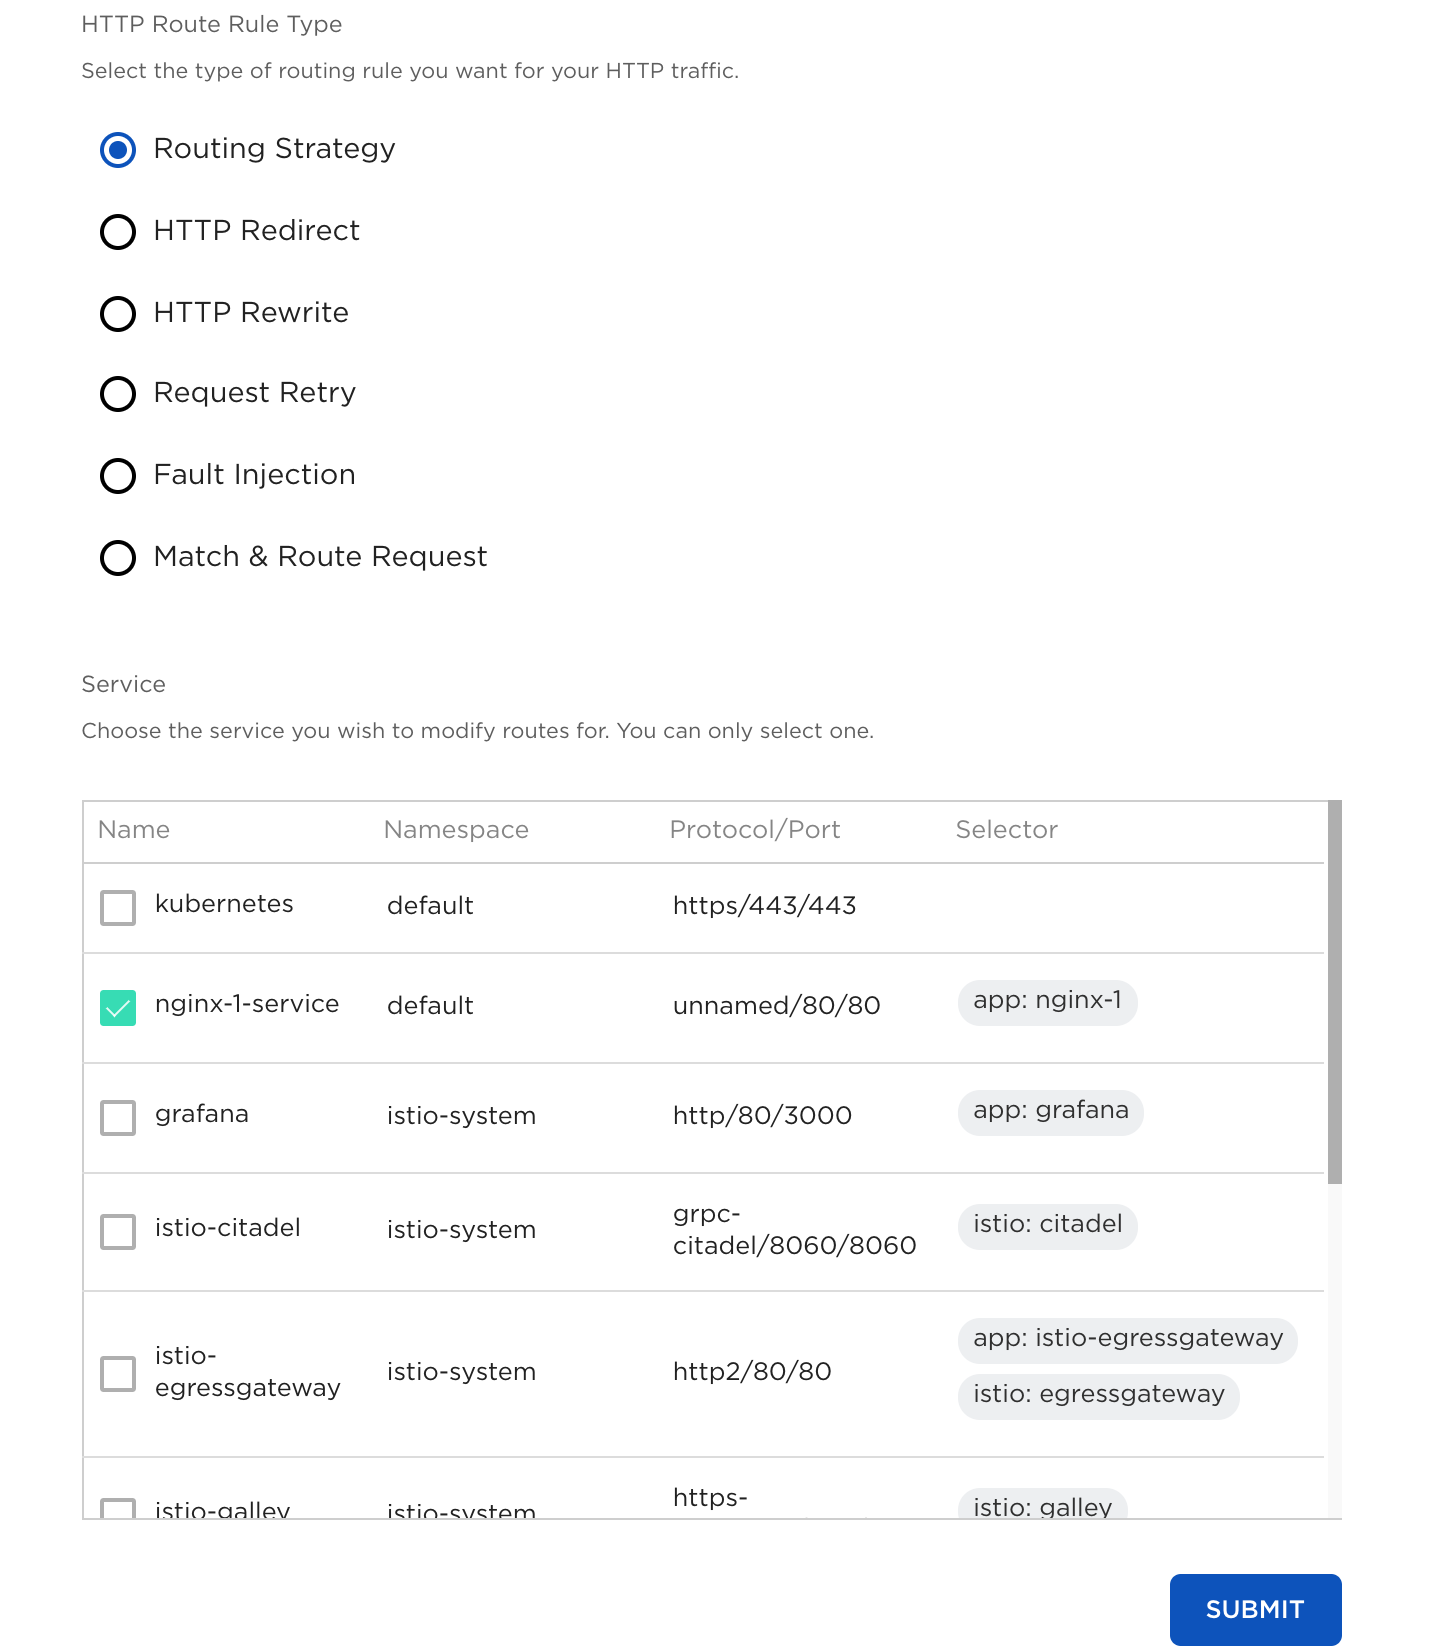 HTTP Route Rule Type
Select the type of routing rule you want for your HTTP traffic.
Routing Strategy
HTTP Redirect
HTTP Rewrite
Request Retry
Fault Injection
Match & Route Request
Service
Choose the service you wish to modify routes for. You can only select one.
Name Namespace Protocol/Port Selector
kubernetes default https/443/443
nginx-1-service default unnamed/80/80 app: nginx-1
grafana istio-system http/80/3000 app: grafana
istio-citadel istio-system grpc-
citadel/8060/8060 istio: citadel
istio-
egressgateway istio-system http2/80/80 app: istio-egressgateway
istio: egressgateway
istio-galley istio-system https- istio: galley
SUBMIT